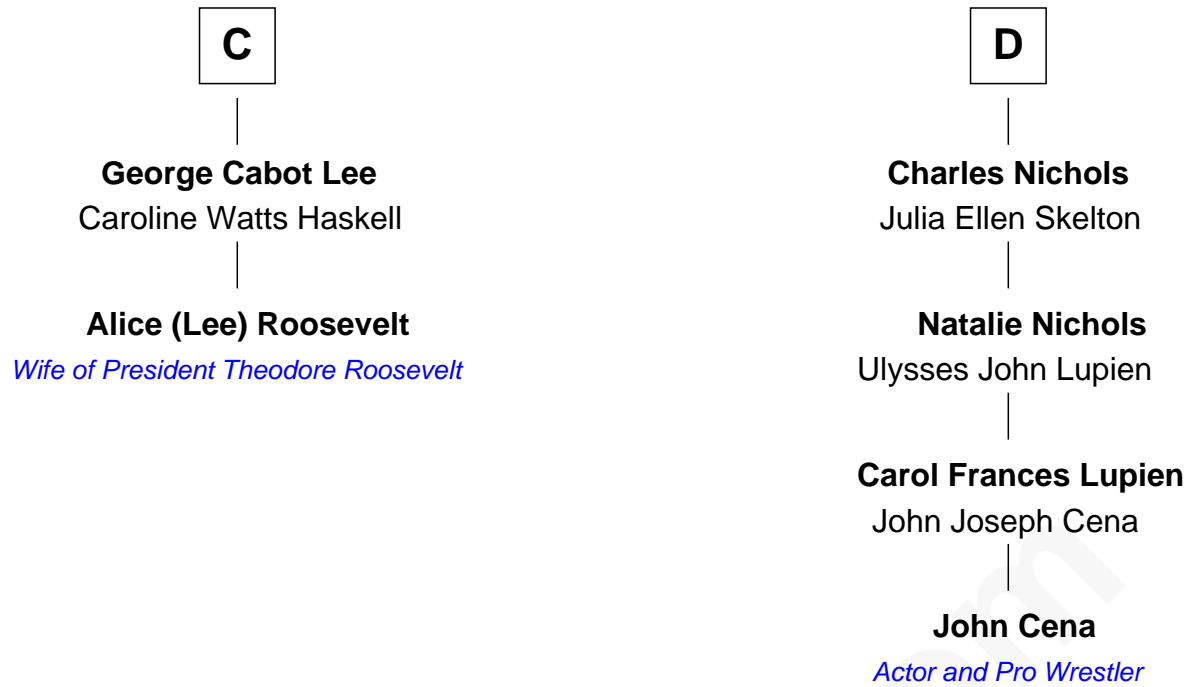 C
George Cabot Lee
Caroline Watts Haskell
Alice (Lee) Roosevelt
Wife of President Theodore Roosevelt
D
Charles Nichols
Julia Ellen Skelton
Natalie Nichols
Ulysses John Lupien
Carol Frances Lupien
John Joseph Cena
John Cena
Actor and Pro Wrestler